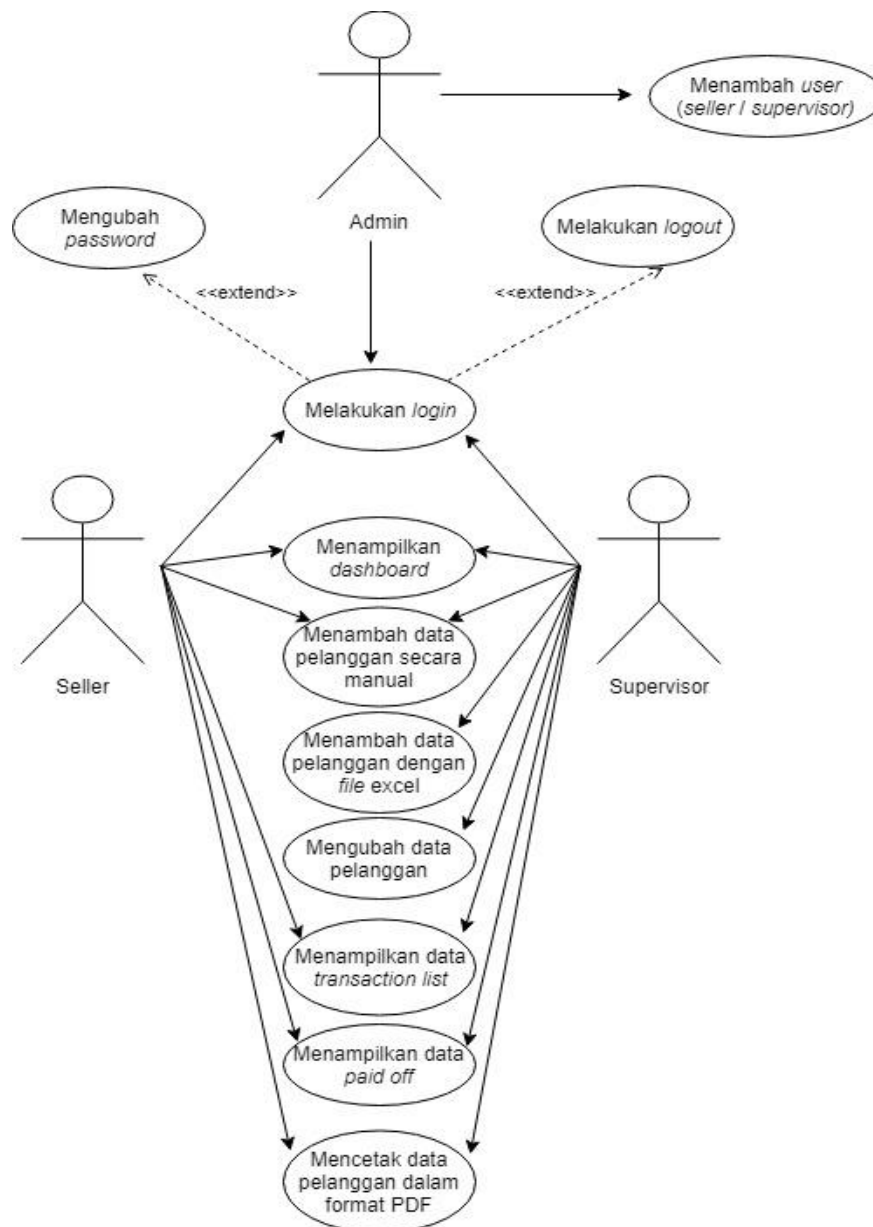 Menambah user
(seller / supervisor)
Mengubah
password
Admin
Melakukan logout
<<extend>>
<<extend>>
Melakukan login
Menampilkan
dashboard
Menambah data
pelanggan secara
manual
Seller
Supervisor
Menambah data
pelanggan dengan
file excel
Mengubah data
pelanggan
Menampilkan data
transaction list
Menampilkan data
paid off
Mencetak data
pelanggan dalam
format PDF